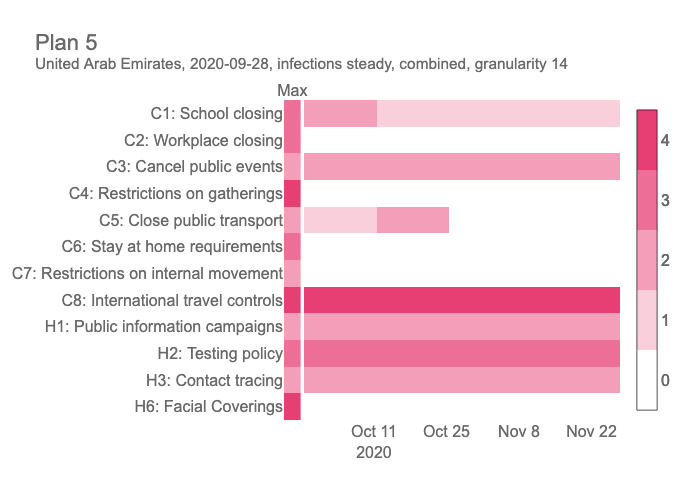 Plan 5
United Arab Emirates, 2020-09-28, infections steady, combined, granularity 14
Max
C1: School closing
C2: Workplace closing
C3: Cancel public events
C4: Restrictions on gatherings
C5: Close public transport
C6: Stay at home requirements
C7: Restrictions on internal movement
C8: International travel controls
H1: Public information campaigns
H2: Testing policy
H3: Contact tracing
H6: Facial Coverings
4
3
2
1
0
Oct 11 Oct 25 Nov 8 Nov 22
2020